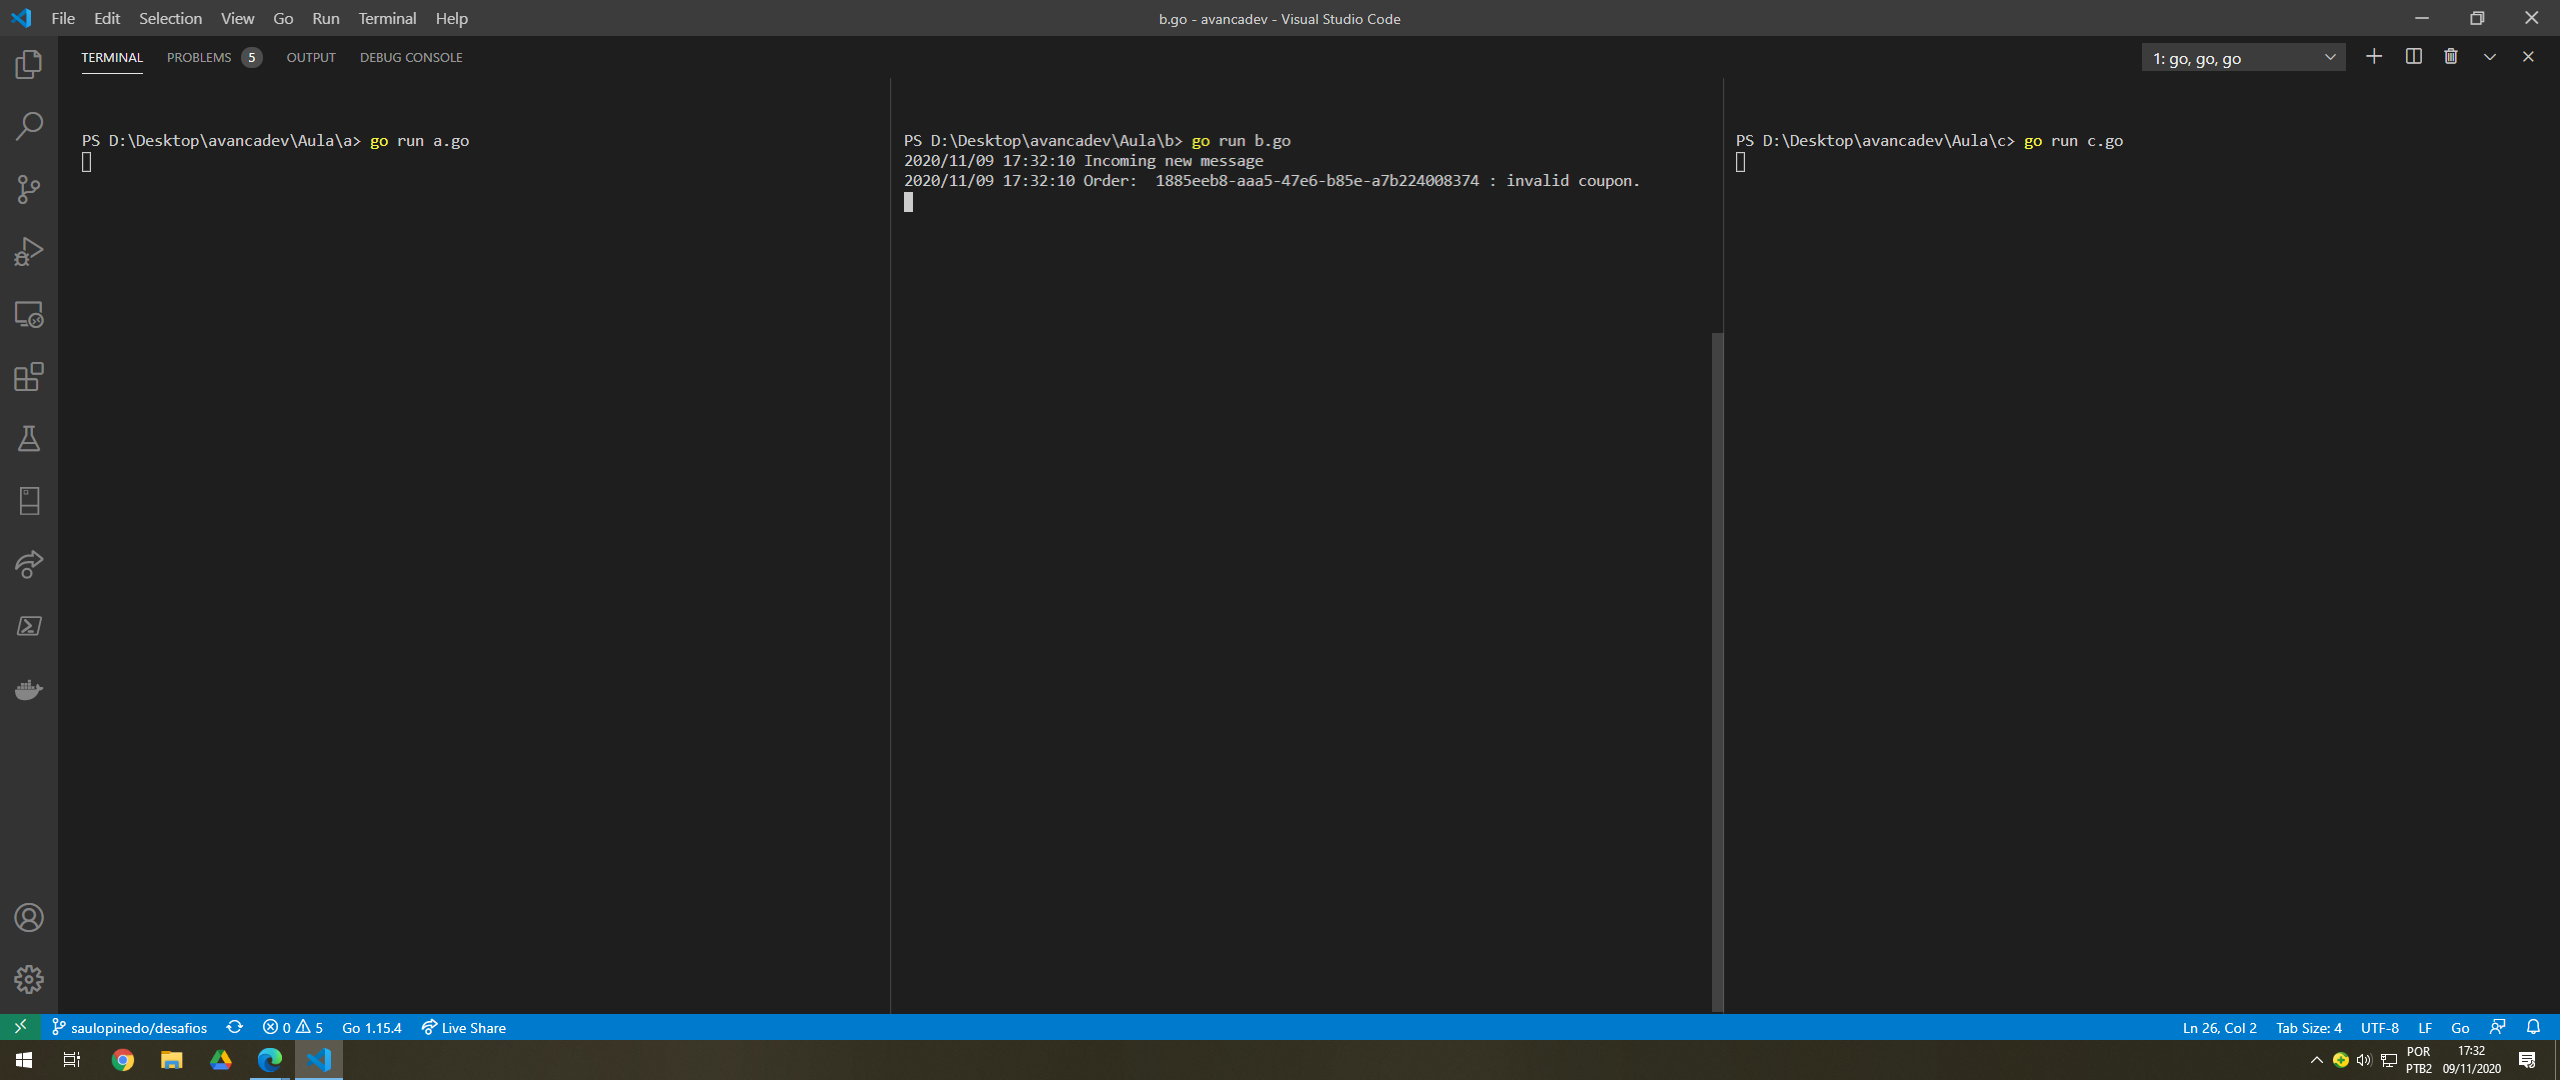 File Edit Selection View Go Run Terminal Help
b.go - avancadev - Visual Studio Code
TERMINAL PROBLEMS 5 OUTPUT DEBUG CONSOLE
1: go, go, go
PS D:\Desktop\avancadev\Aula\a> go run a.go
PS D:\Desktop\avancadev\Aula\b> go run b.go
2020/11/09 17:32:10 Incoming new message
2020/11/09 17:32:10 Order:  1885eeb8-aaa5-47e6-b85e-a7b224008374 : invalid coupon.
PS D:\Desktop\avancadev\Aula\c> go run c.go
saulopinedo/desafios 0 5 Go 1.15.4 Live Share
Ln 26, Col 2 Tab Size: 4 UTF-8 LF Go
POR
PTB2
17:32
09/11/2020